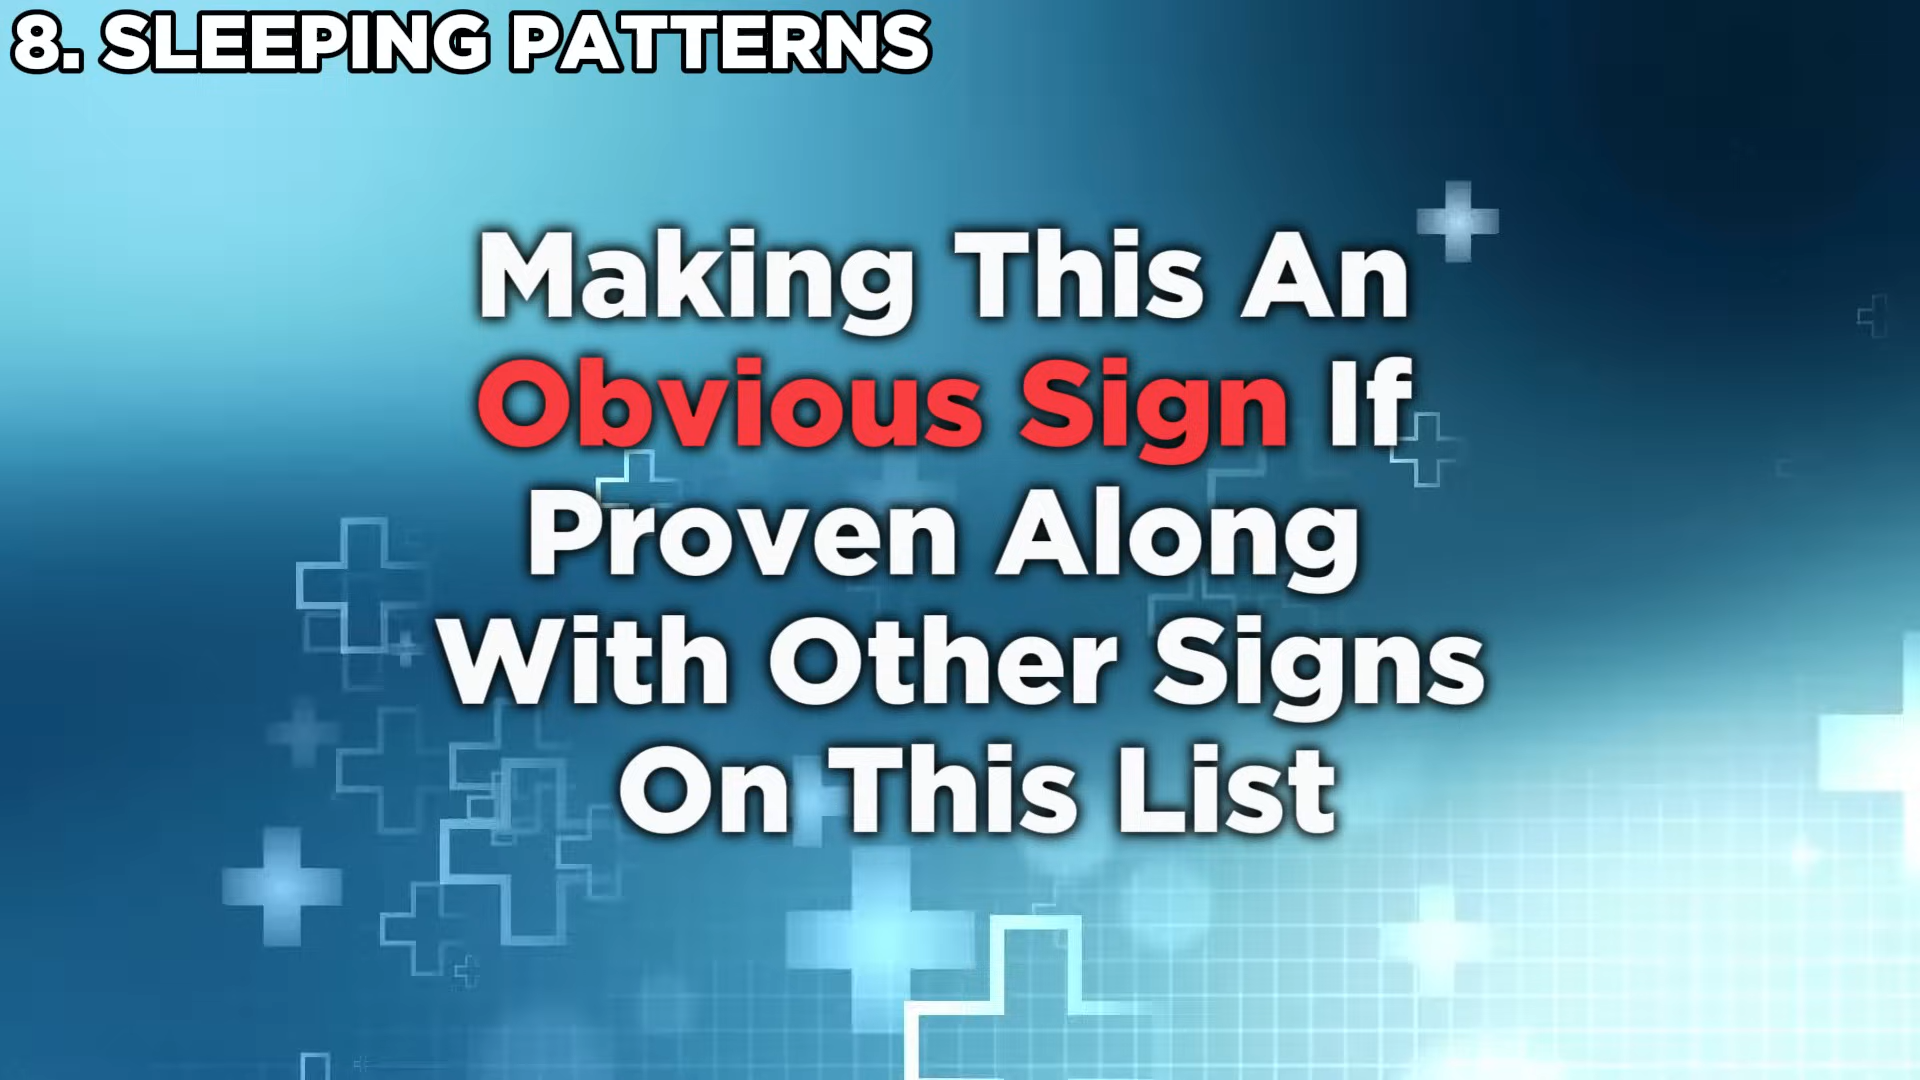 8. SLEEPING PATTERNS
Making This An
Obvious Sign If
Proven Along
With Other Signs
On This List